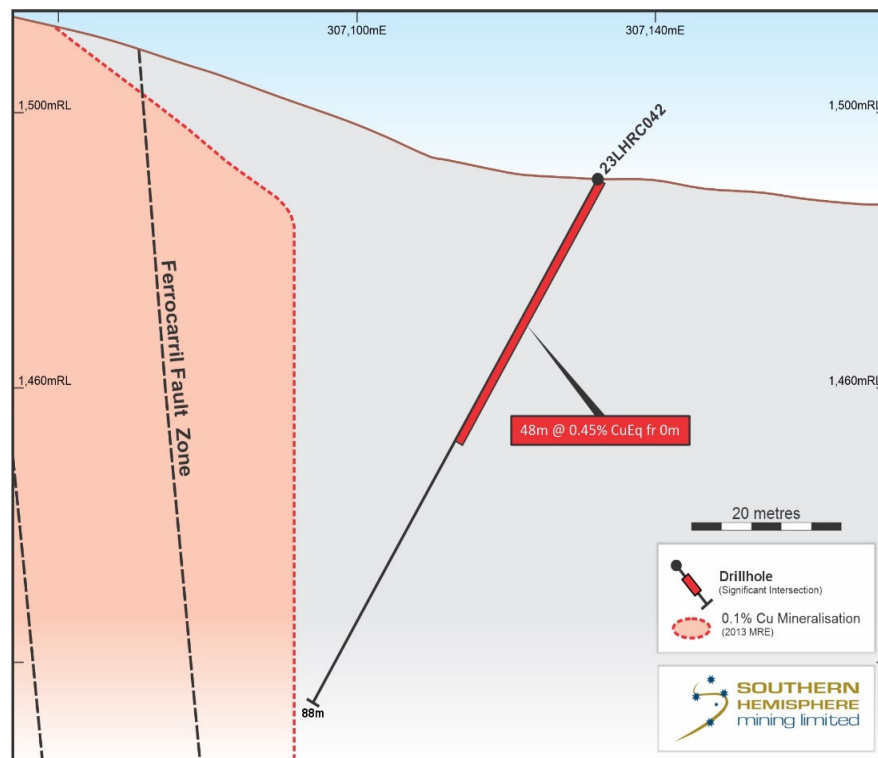 307,100mE
307,140mE
1,500mRL
1,500mRL
23LHRC042
Ferrocarril Fault Zone
1,460mRL
1,460mRL
48m @ 0.45% CuEq fr 0m
20 metres
Drillhole
(Significant Intersection)
0.1% Cu Mineralisation
(2013 MRE)
88m
SOUTHERN
HEMISPHERE
mining limited